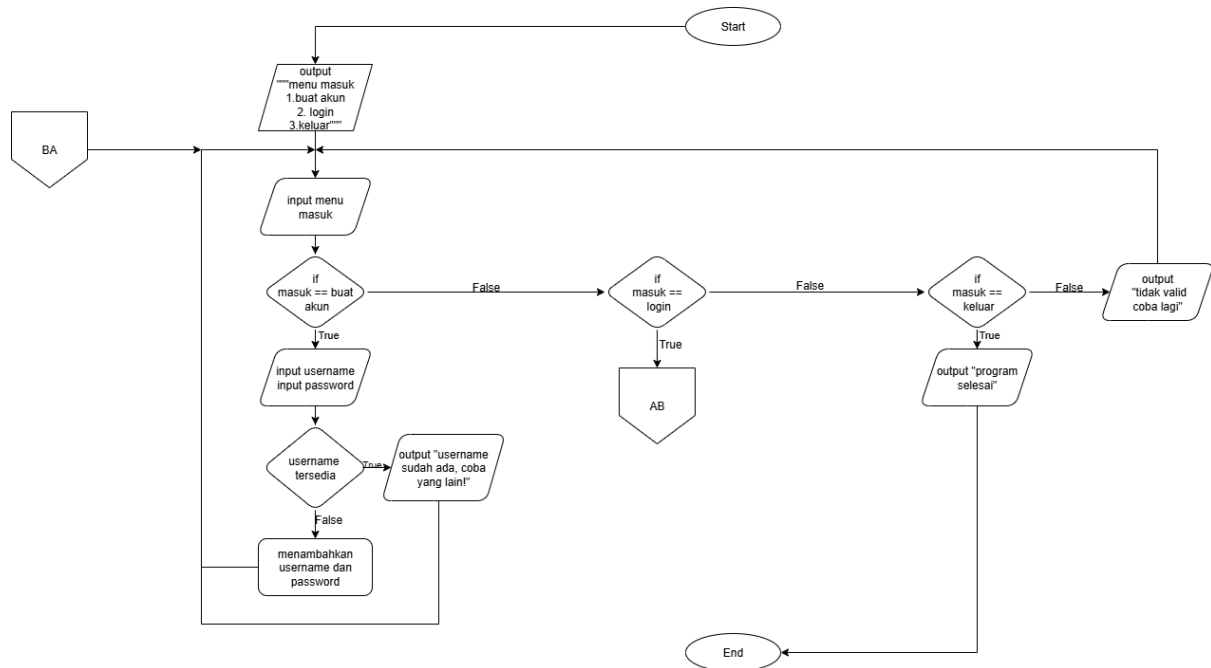 Start
output
"""menu masuk
1.buat akun
2. login
3.keluar"""
BA
input menu
masuk
if
masuk == buat
akun
False
if
masuk ==
login
False
if
masuk ==
keluar
False
output
"tidak valid
coba lagi"
True
True
True
input username
input password
AB
output "program
selesai"
username
tersedia
True
output "username
sudah ada, coba
yang lain!"
False
menambahkan
username dan
password
End